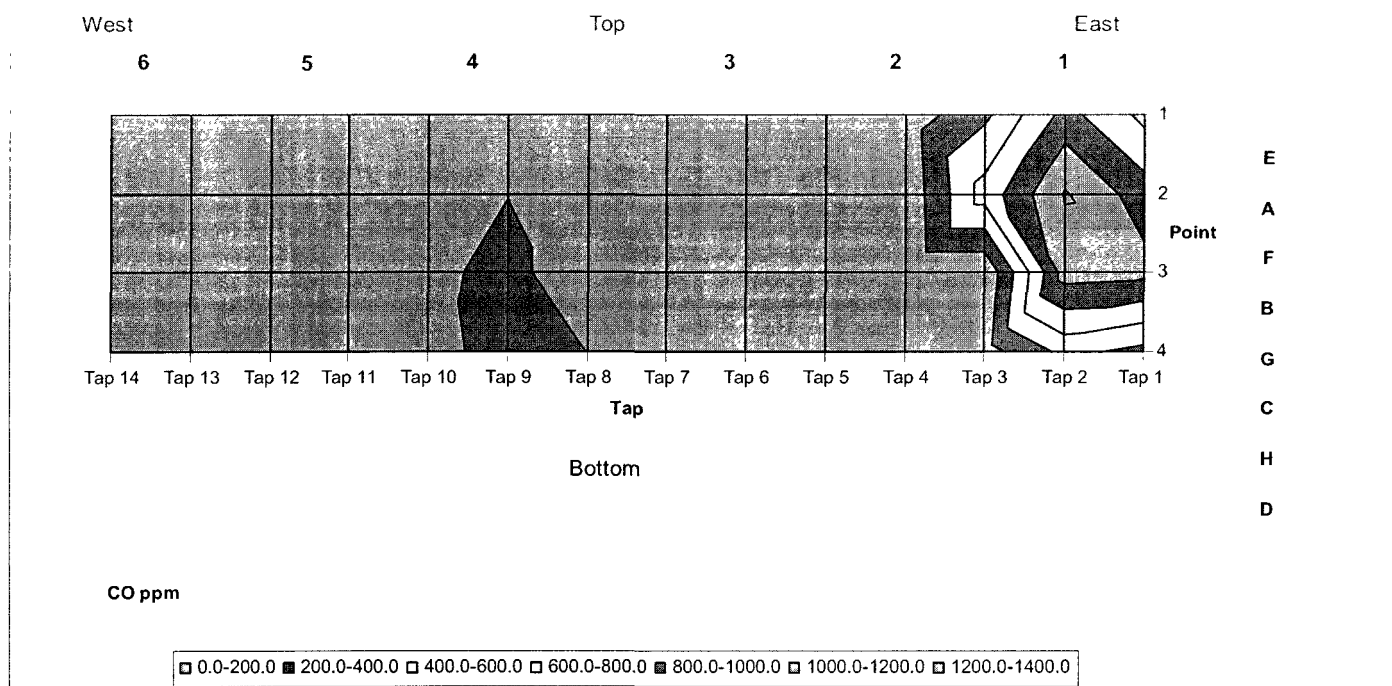 West Top East
6 5 4 3 2 1
1
E
2
A
Point
F
3
B
4
G
Tap 14 Tap 13 Tap 12 Tap 11 Tap 10 Tap 9 Tap 8 Tap 7 Tap 6 Tap 5 Tap 4 Tap 3 Tap 2 Tap 1
Tap
C
Bottom
H
D
CO ppm
0.0-200.0 200.0-400.0 400.0-600.0 600.0-800.0 800.0-1000.0 1000.0-1200.0 1200.0-1400.0